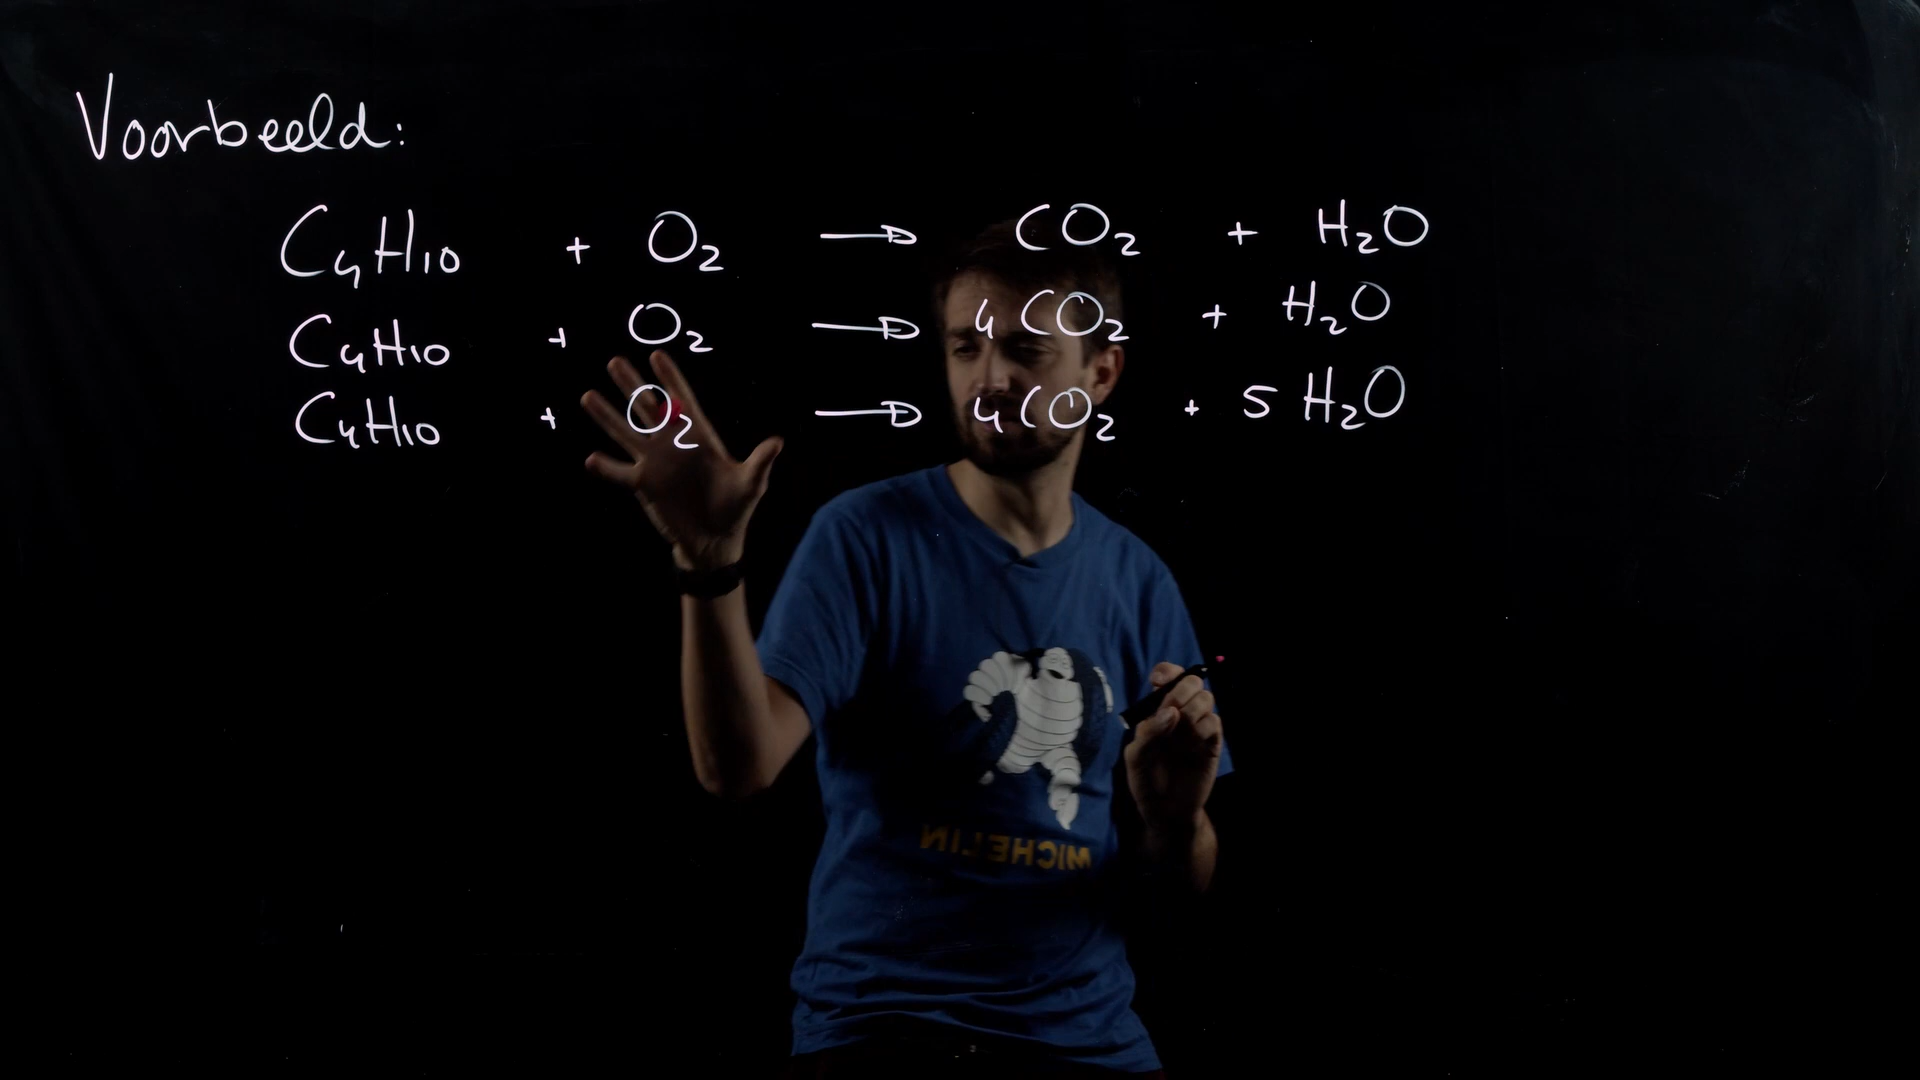 Voorbeeld:
C₄H₁₀ + O₂ → CO₂ + H₂O
C₄H₁₀ + O₂ → 4 CO₂ + H₂O
C₄H₁₀ + O₂ → 4 CO₂ + 5 H₂O
MICHELIN